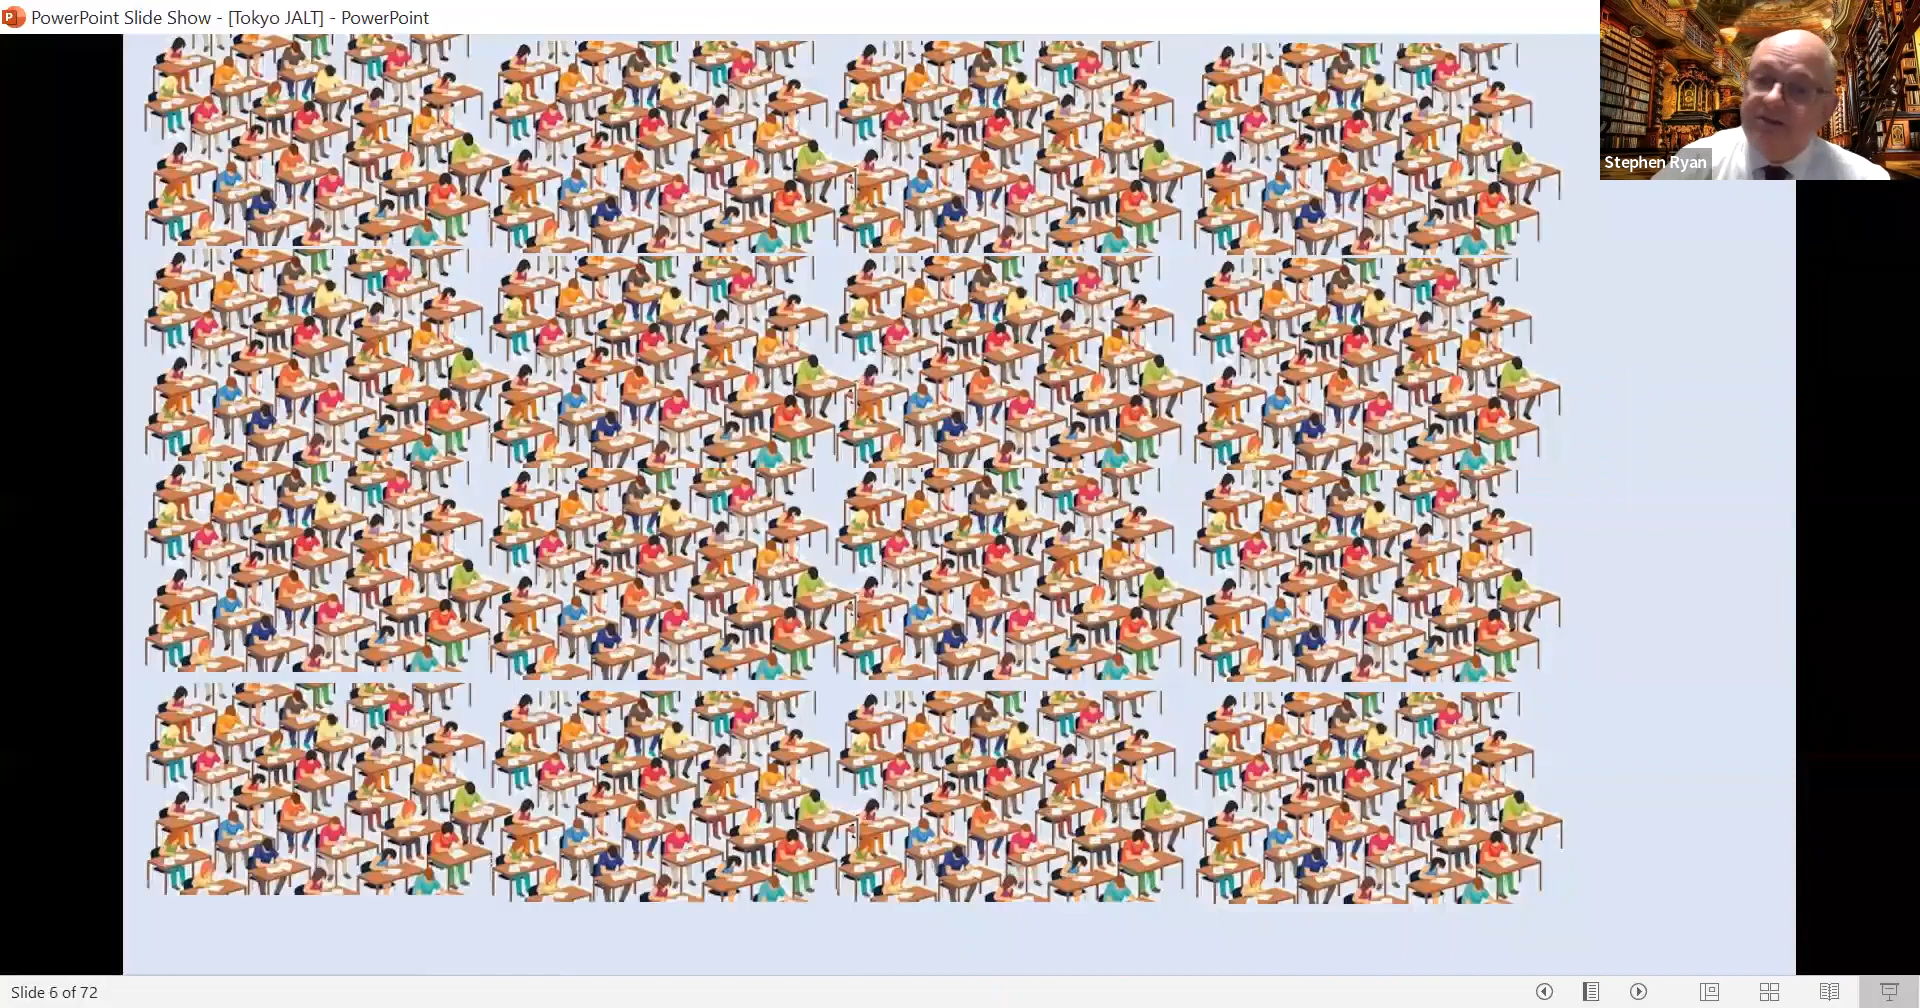 PowerPoint Slide Show - [Tokyo JALT] - PowerPoint
Stephen Ryan
Slide 6 of 72